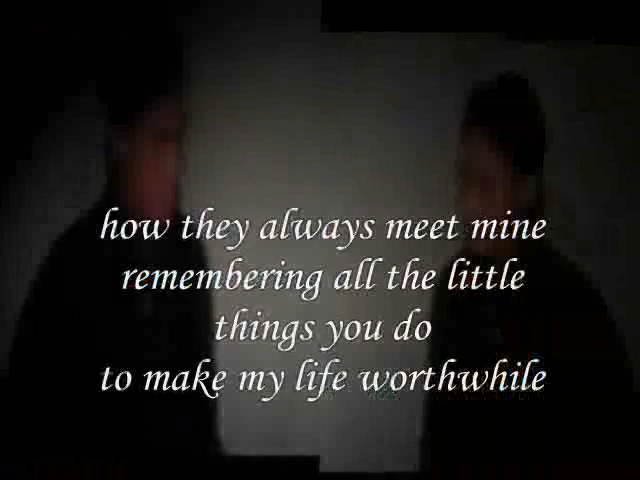 how they always meet mine
remembering all the little
things you do
to make my life worthwhile